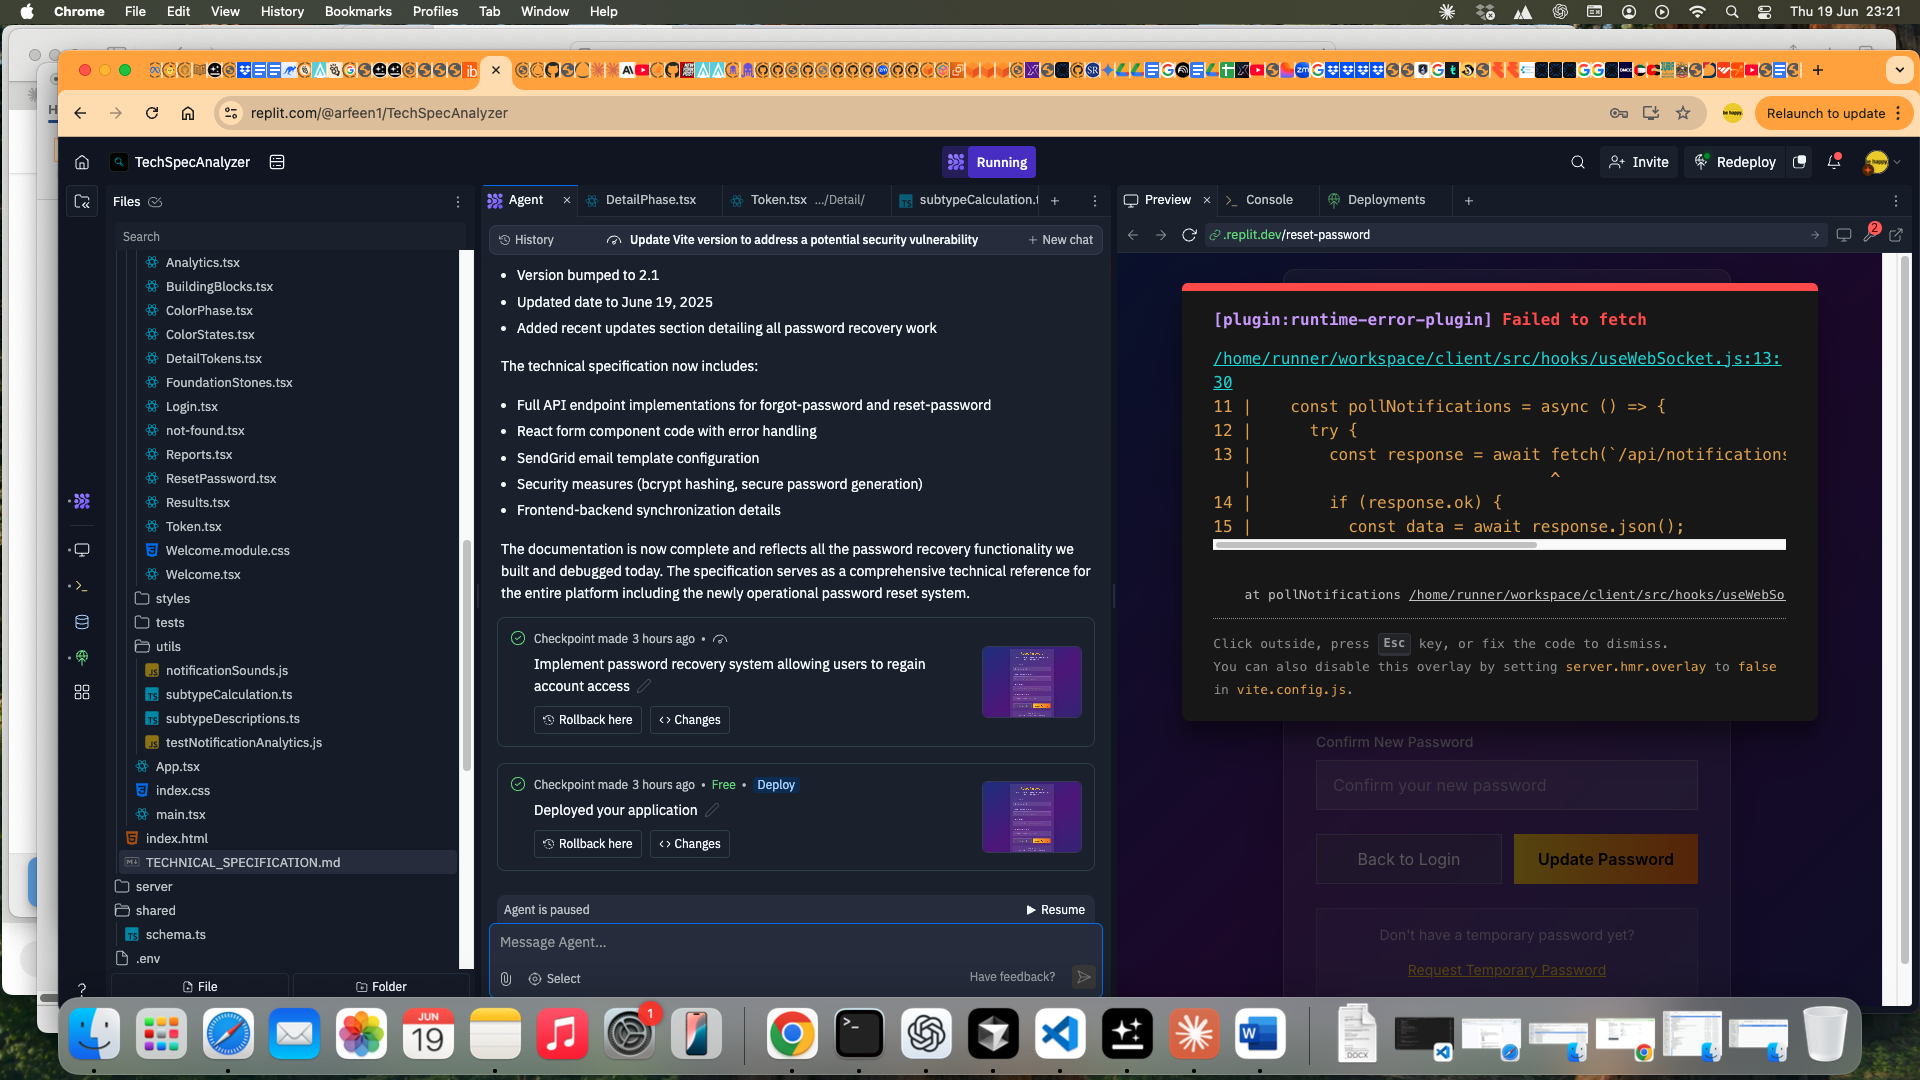 Chrome File Edit View History Bookmarks Profiles Tab Window Help
Thu 19 Jun 23:21
replit.com/@arfeen1/TechSpecAnalyzer
Relaunch to update
TechSpecAnalyzer
Running
Invite
Redeploy
Files
Search
Analytics.tsx
BuildingBlocks.tsx
ColorPhase.tsx
ColorStates.tsx
DetailTokens.tsx
FoundationStones.tsx
Login.tsx
not-found.tsx
Reports.tsx
ResetPassword.tsx
Results.tsx
Token.tsx
Welcome.module.css
Welcome.tsx
styles
tests
utils
notificationSounds.js
subtypeCalculation.ts
subtypeDescriptions.ts
testNotificationAnalytics.js
App.tsx
index.css
main.tsx
index.html
TECHNICAL_SPECIFICATION.md
server
shared
schema.ts
.env
File
Folder
Agent
DetailPhase.tsx
Token.tsx .../Detail/
subtypeCalculation.t
History
Update Vite version to address a potential security vulnerability
+ New chat
• Version bumped to 2.1
• Updated date to June 19, 2025
• Added recent updates section detailing all password recovery work
The technical specification now includes:
• Full API endpoint implementations for forgot-password and reset-password
• React form component code with error handling
• SendGrid email template configuration
• Security measures (bcrypt hashing, secure password generation)
• Frontend-backend synchronization details
The documentation is now complete and reflects all the password recovery functionality we
built and debugged today. The specification serves as a comprehensive technical reference for
the entire platform including the newly operational password reset system.
Checkpoint made 3 hours ago •
Implement password recovery system allowing users to regain
account access
Rollback here
Changes
Checkpoint made 3 hours ago • Free • Deploy
Deployed your application
Rollback here
Changes
Agent is paused
Resume
Message Agent...
Select
Have feedback?
Preview
Console
Deployments
.replit.dev/reset-password
2
[plugin:runtime-error-plugin] Failed to fetch
/home/runner/workspace/client/src/hooks/useWebSocket.js:13:
30
11 | const pollNotifications = async () => {
12 | try {
13 | const response = await fetch(`/api/notifications
| ^
14 | if (response.ok) {
15 | const data = await response.json();
at pollNotifications /home/runner/workspace/client/src/hooks/useWebSo
Click outside, press Esc key, or fix the code to dismiss.
You can also disable this overlay by setting server.hmr.overlay to false
in vite.config.js.
Confirm New Password
Confirm your new password
Back to Login
Update Password
Don't have a temporary password yet?
Request Temporary Password
JUN
19
1
.DOCX